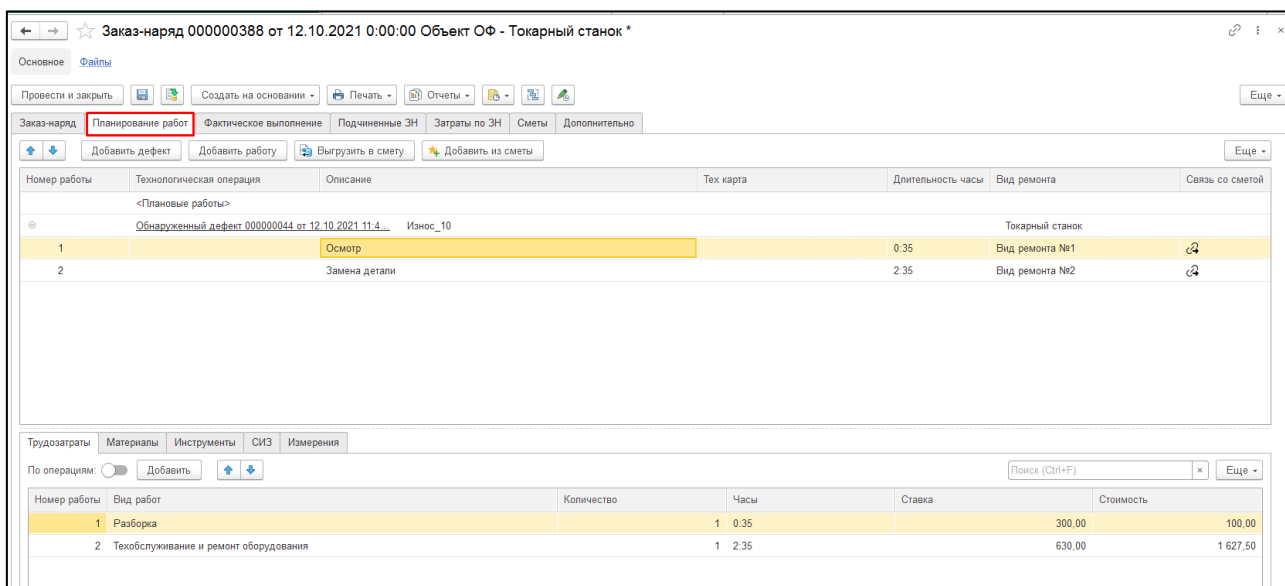 Заказ-наряд 000000388 от 12.10.2021 0:00:00 Объект ОФ - Токарный станок *
Основное Файлы
Провести и закрыть Создать на основании Печать Отчеты Еще
Заказ-наряд Планирование работ Фактическое выполнение Подчиненные ЗН Затраты по ЗН Сметы Дополнительно
Добавить дефект Добавить работу Выгрузить в смету Добавить из сметы Еще
Номер работы Технологическая операция Описание Тех карта Длительность часы Вид ремонта Связь со сметой
<Плановые работы>
Обнаруженный дефект 000000044 от 12.10.2021 11:4... Износ_10 Токарный станок
1 Осмотр 0:35 Вид ремонта №1
2 Замена детали 2:35 Вид ремонта №2
Трудозатраты Материалы Инструменты СИЗ Измерения
По операциям: Добавить Поиск (Ctrl+F) × Еще
Номер работы Вид работ Количество Часы Ставка Стоимость
1 Разборка 1 0:35 300,00 100,00
2 Техобслуживание и ремонт оборудования 1 2:35 630,00 1 627,50